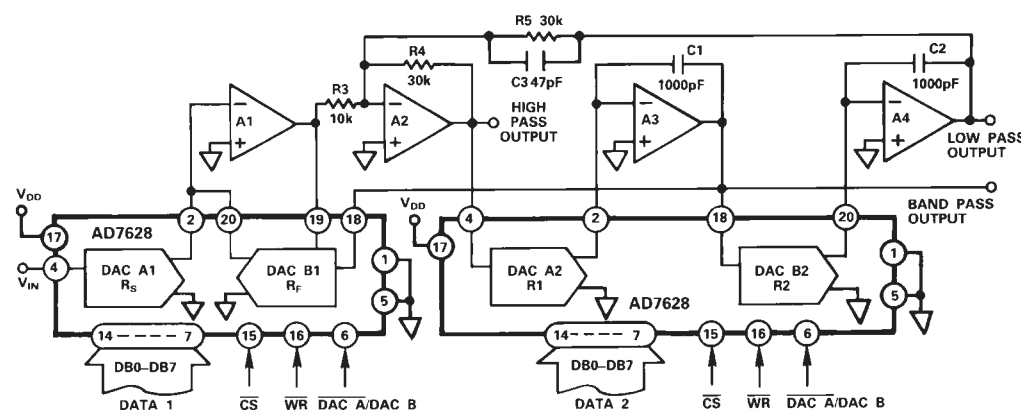 R5 30k
C3 47pF
R4
30k
R3
10k
C1
1000pF
C2
1000pF
A1
A2
A3
A4
HIGH
PASS
OUTPUT
LOW PASS
OUTPUT
BAND PASS
OUTPUT
VDD
17
2
20
19
18
AD7628
4
VIN
DAC A1
RS
DAC B1
RF
1
5
14 – – – – – 7
15
16
6
DB0–DB7
DATA 1
CS
WR
DAC A/DAC B
VDD
17
4
2
18
20
DAC A2
R1
DAC B2
R2
AD7628
1
5
14 – – – – – 7
15
16
6
DB0–DB7
DATA 2
CS
WR
DAC A/DAC B
− +
− +
− +
− +